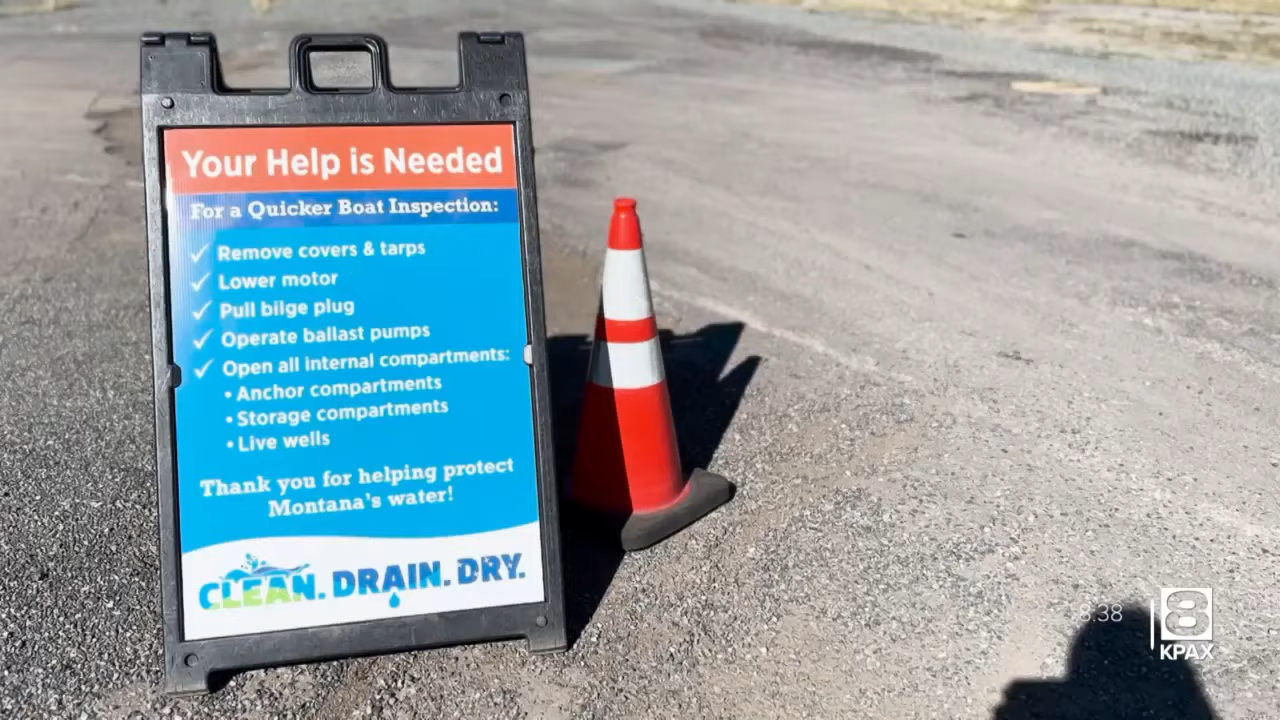 Your Help is Needed
For a Quicker Boat Inspection:
✓ Remove covers & tarps
✓ Lower motor
✓ Pull bilge plug
✓ Operate ballast pumps
✓ Open all internal compartments:
• Anchor compartments
• Storage compartments
• Live wells
Thank you for helping protect
Montana's water!
CLEAN. DRAIN. DRY.
8:38
8
KPAX